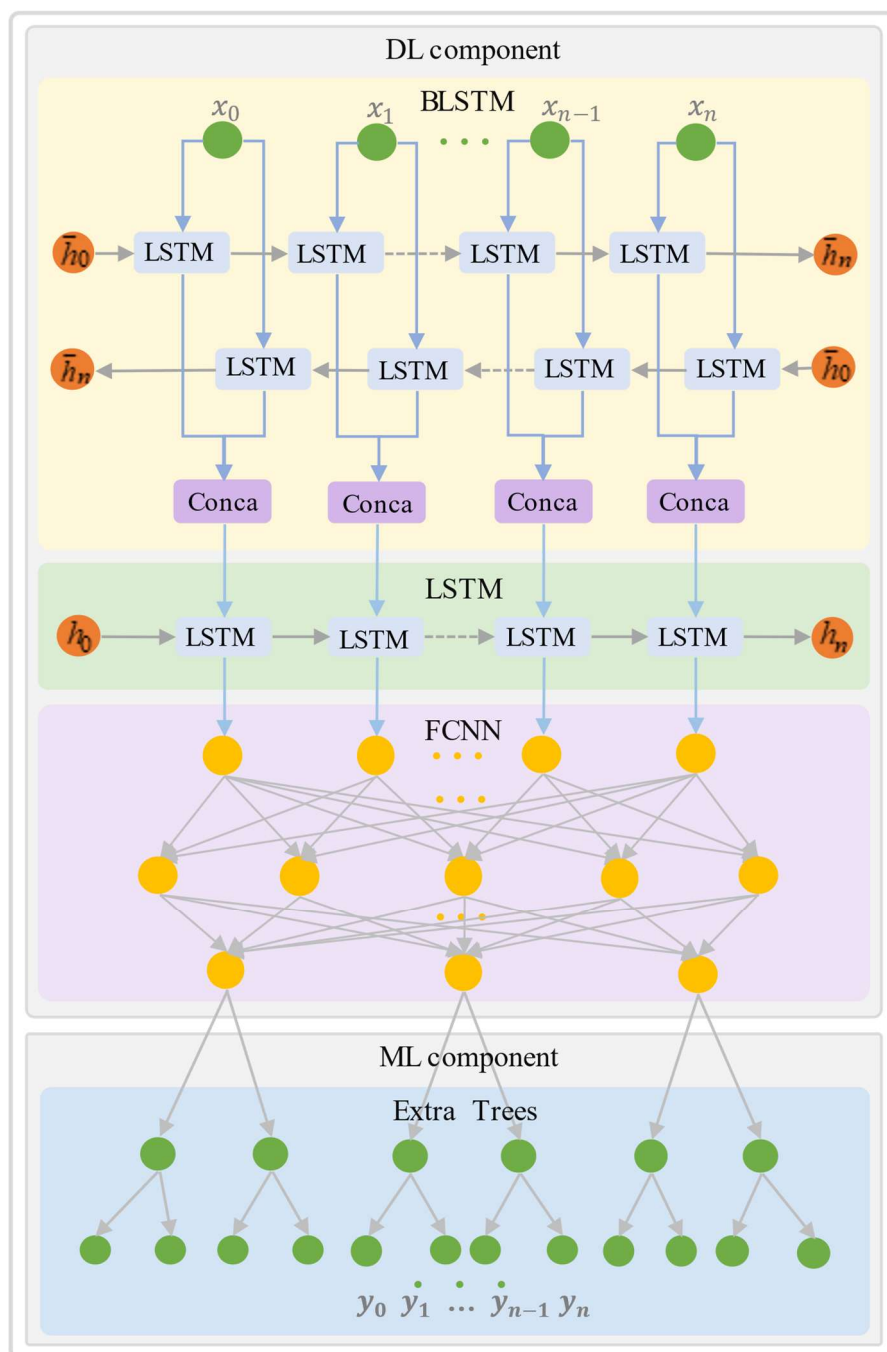 DL component
BLSTM
x₀ x₁ xₙ₋₁ xₙ
h̄0 LSTM LSTM LSTM LSTM h̄n
h̄n LSTM LSTM LSTM LSTM h̄0
Conca Conca Conca Conca
LSTM
h0 LSTM LSTM LSTM LSTM hn
FCNN
ML component
Extra Trees
y₀ y₁ ... yₙ₋₁ yₙ